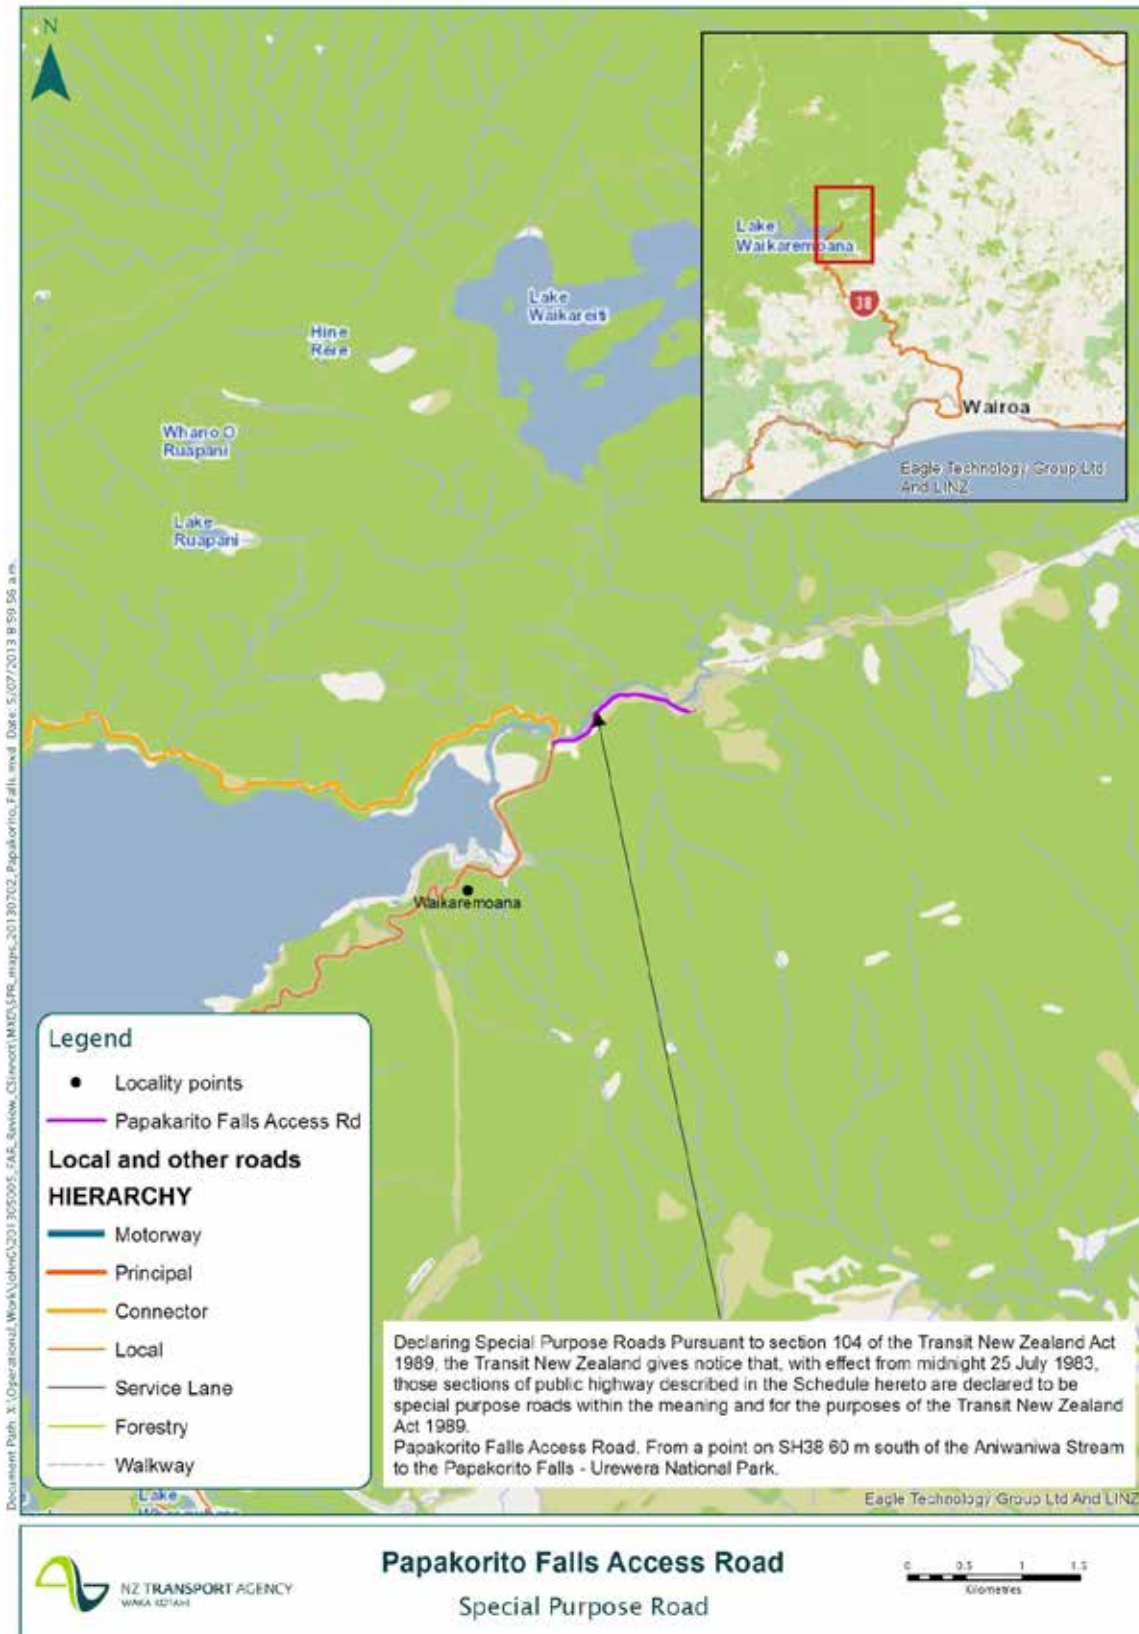 N
Lake
Waikaremoana
38
Wairoa
Eagle Technology Group Ltd
And LINZ
Lake
Waikareiti
Hine
Rere
Lake
Ruapani
Waikaremoana
Legend
Locality points
Papakarito Falls Access Rd
Local and other roads
HIERARCHY
Motorway
Principal
Connector
Local
Service Lane
Forestry
Walkway
Lake
Declaring Special Purpose Roads Pursuant to section 104 of the Transit New Zealand Act
1989, the Transit New Zealand gives notice that, with effect from midnight 25 July 1983,
those sections of public highway described in the Schedule hereto are declared to be
special purpose roads within the meaning and for the purposes of the Transit New Zealand
Act 1989.
Papakorito Falls Access Road. From a point on SH38 60 m south of the Aniwaniwa Stream
to the Papakorito Falls - Urewera National Park.
Eagle Technology Group Ltd And LINZ
NZ TRANSPORT AGENCY
WAKA KOTAHI
Papakorito Falls Access Road
Special Purpose Road
0 0.5 1 1.5
Kilometres